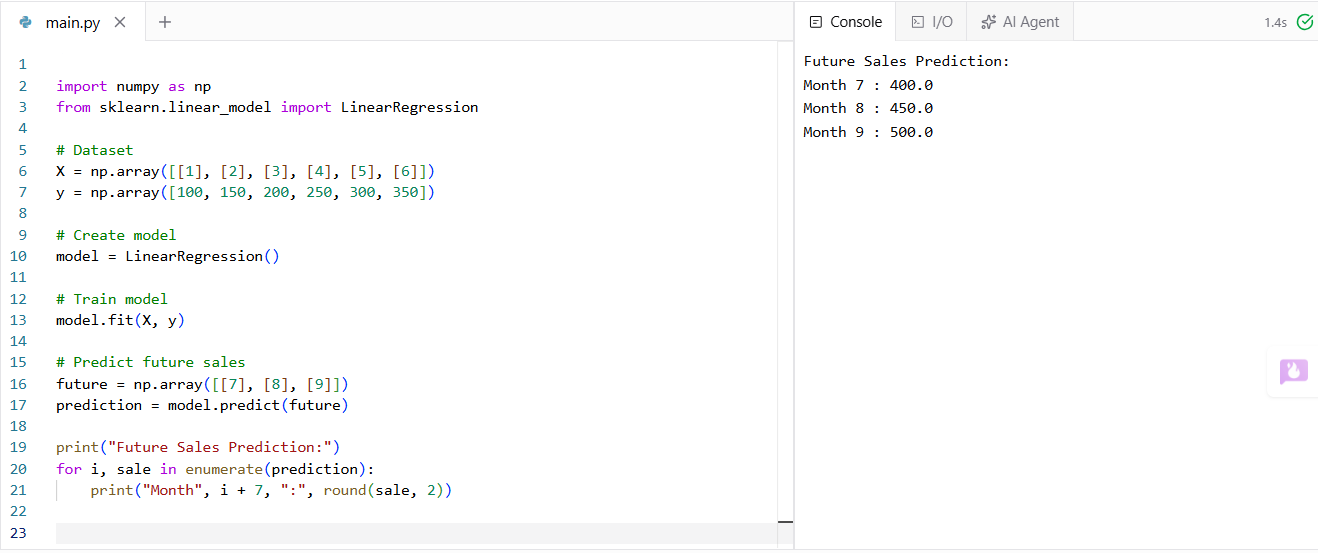 main.py
1
2 import numpy as np
3 from sklearn.linear_model import LinearRegression
4
5 # Dataset
6 X = np.array([[1], [2], [3], [4], [5], [6]])
7 y = np.array([100, 150, 200, 250, 300, 350])
8
9 # Create model
10 model = LinearRegression()
11
12 # Train model
13 model.fit(X, y)
14
15 # Predict future sales
16 future = np.array([[7], [8], [9]])
17 prediction = model.predict(future)
18
19 print("Future Sales Prediction:")
20 for i, sale in enumerate(prediction):
21     print("Month", i + 7, ":", round(sale, 2))
22
23
Console I/O AI Agent 1.4s
Future Sales Prediction:
Month 7 : 400.0
Month 8 : 450.0
Month 9 : 500.0